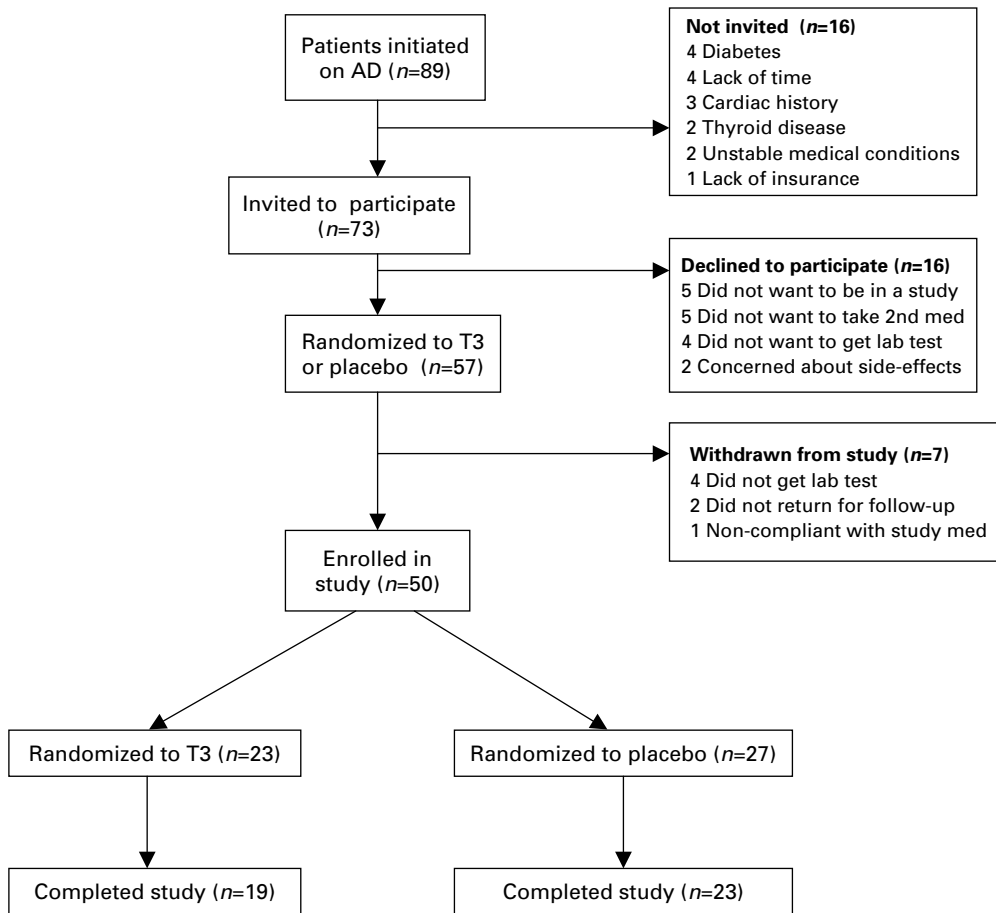 Patients initiated
on AD (n=89)
Not invited (n=16)
4 Diabetes
4 Lack of time
3 Cardiac history
2 Thyroid disease
2 Unstable medical conditions
1 Lack of insurance
Invited to participate
(n=73)
Declined to participate (n=16)
5 Did not want to be in a study
5 Did not want to take 2nd med
4 Did not want to get lab test
2 Concerned about side-effects
Randomized to T3
or placebo (n=57)
Withdrawn from study (n=7)
4 Did not get lab test
2 Did not return for follow-up
1 Non-compliant with study med
Enrolled in
study (n=50)
Randomized to T3 (n=23)
Randomized to placebo (n=27)
Completed study (n=19)
Completed study (n=23)